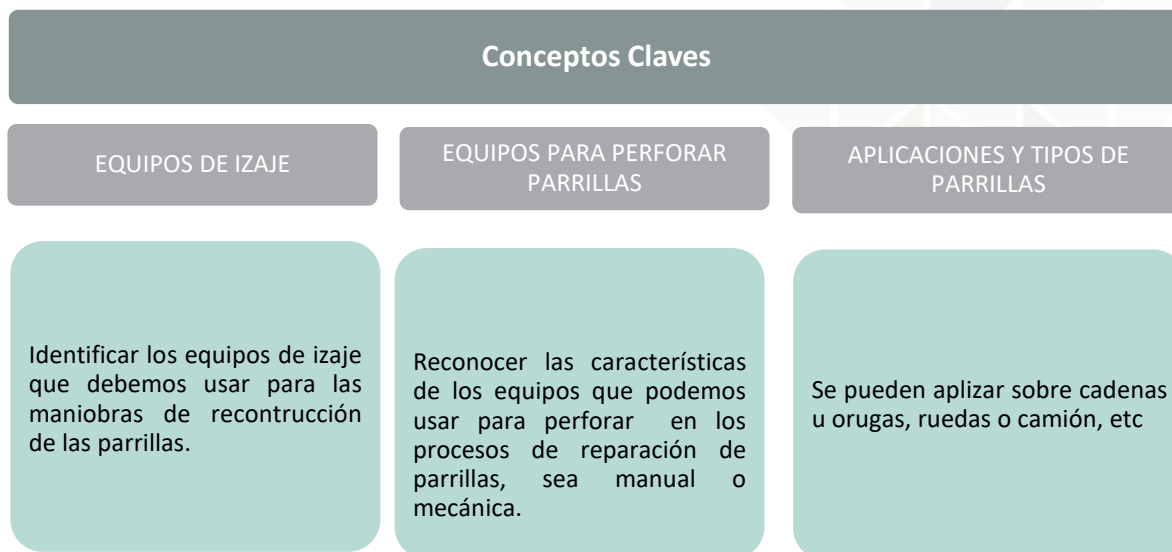 Conceptos Claves
EQUIPOS DE IZAJE
EQUIPOS PARA PERFORAR
PARRILLAS
APLICACIONES Y TIPOS DE
PARRILLAS
Identificar los equipos de izaje
que debemos usar para las
maniobras de recontrucción
de las parrillas.
Reconocer las características
de los equipos que podemos
usar para perforar en los
procesos de reparación de
parrillas, sea manual o
mecánica.
Se pueden aplizar sobre cadenas
u orugas, ruedas o camión, etc